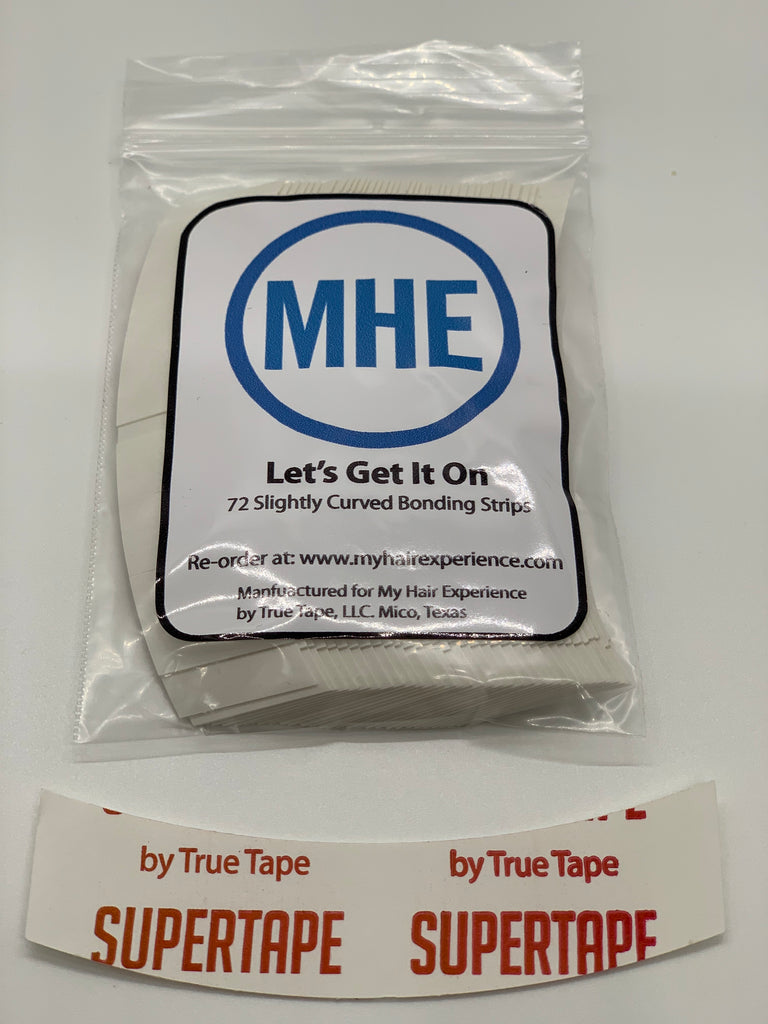 MHE
Let's Get It On
72 Slightly Curved Bonding Strips
Re-order at: www.myhairexperience.com
Manfuactured for My Hair Experience
by True Tape, LLC. Mico, Texas
by True Tape by True Tape
SUPERTAPE SUPERTAPE